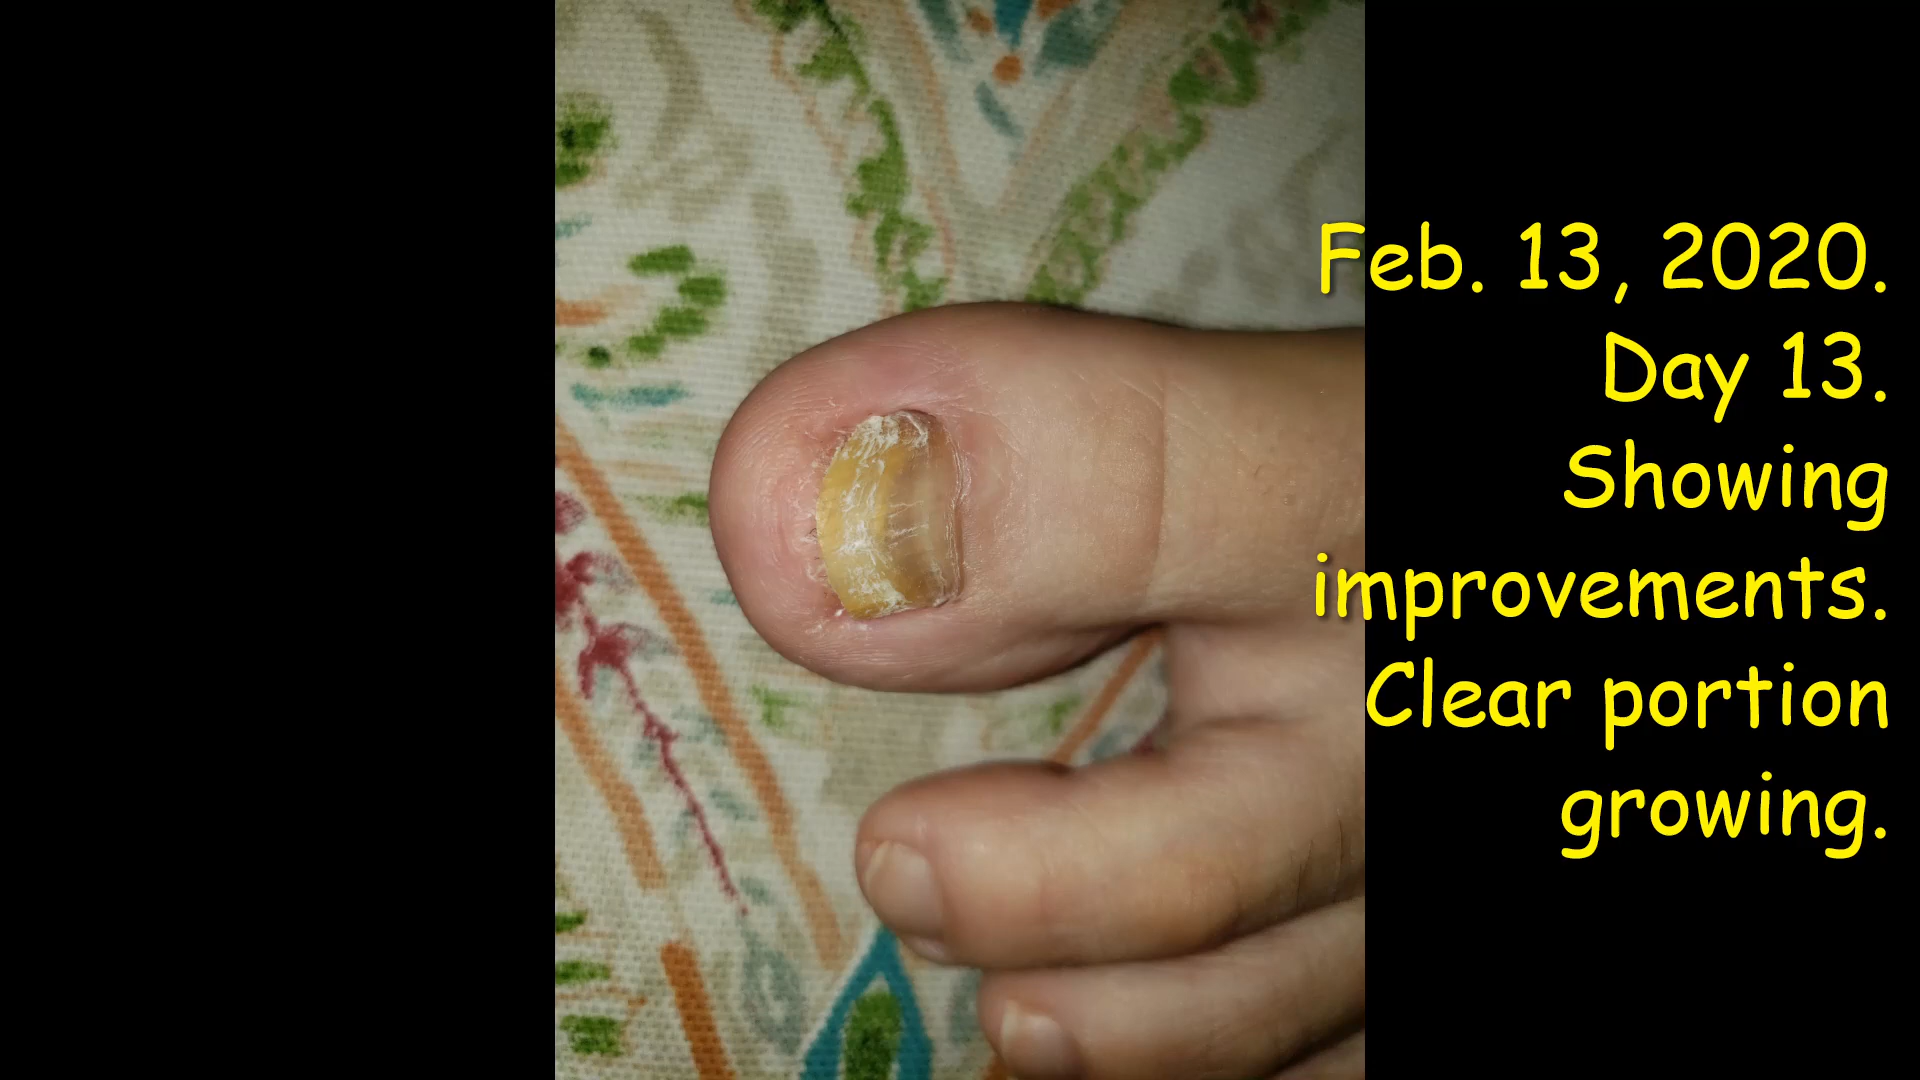 Feb. 13, 2020.
Day 13.
Showing
improvements.
Clear portion
growing.